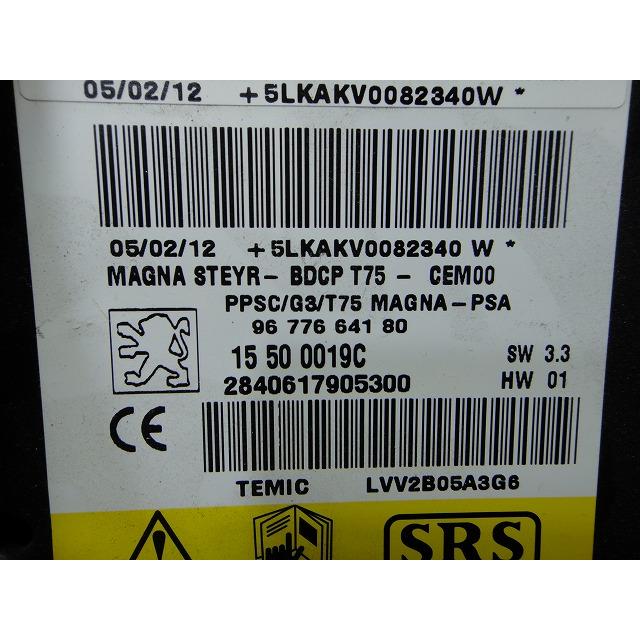 05/02/12 +5LKAKV0082340W *
05/02/12 +5LKAKV0082340 W *
MAGNA STEYR- BDCP T75 - CEM00
PPSC/G3/T75 MAGNA-PSA
96 776 641 80
15 50 0019C SW 3.3
2840617905300 HW 01
CE
TEMIC LVV2B05A3G6
SRS